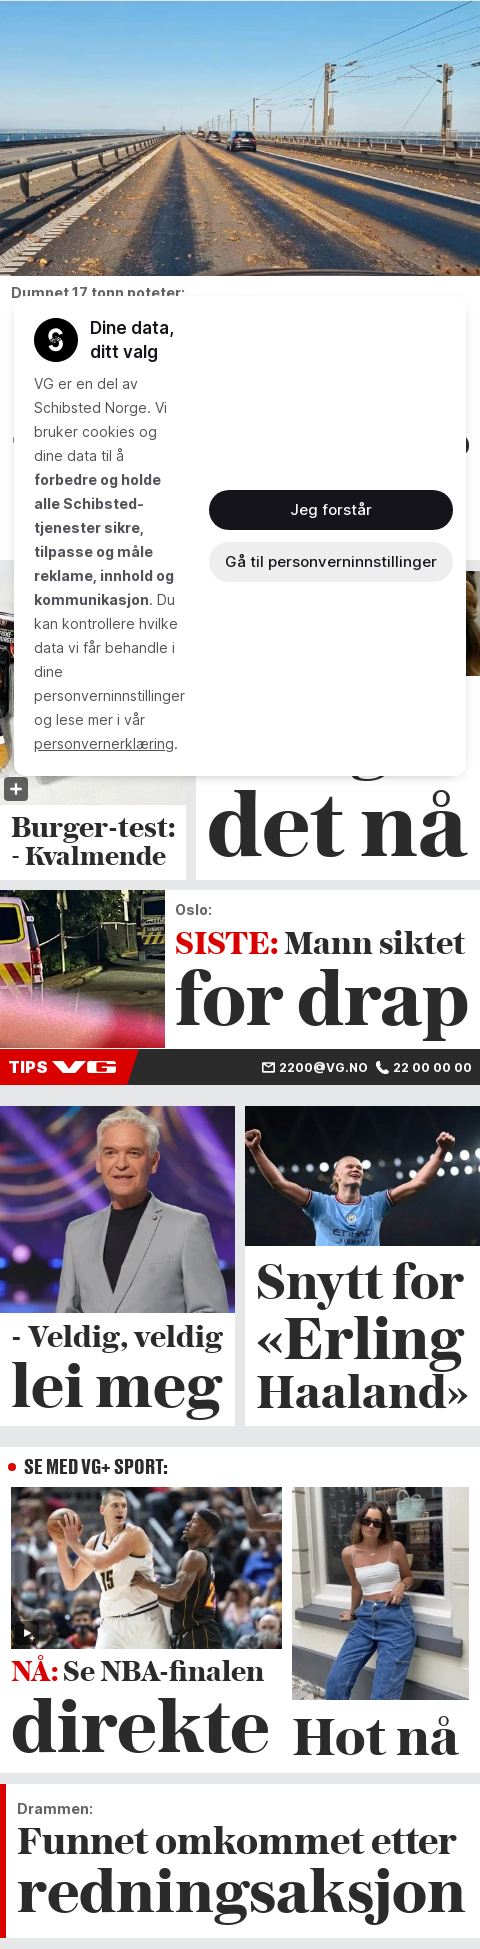 Dumpet 17 tonn poteter:
Dine data,
ditt valg
VG er en del av
Schibsted Norge. Vi
bruker cookies og
dine data til å
forbedre og holde
alle Schibsted-
tjenester sikre,
tilpasse og måle
reklame, innhold og
kommunikasjon. Du
kan kontrollere hvilke
data vi får behandle i
dine
personverninnstillinger
og lese mer i vår
personvernerklæring.
Jeg forstår
Gå til personverninnstillinger
Burger-test:
- Kvalmende
det nå
Oslo:
SISTE: Mann siktet
for drap
TIPS VG
2200@VG.NO 22 00 00 00
- Veldig, veldig
lei meg
ETIHAD
AIRWAYS
Snytt for
«Erling
Haaland»
SE MED VG+ SPORT:
15
NÅ: Se NBA-finalen
direkte
Hot nå
Drammen:
Funnet omkommet etter
redningsaksjon